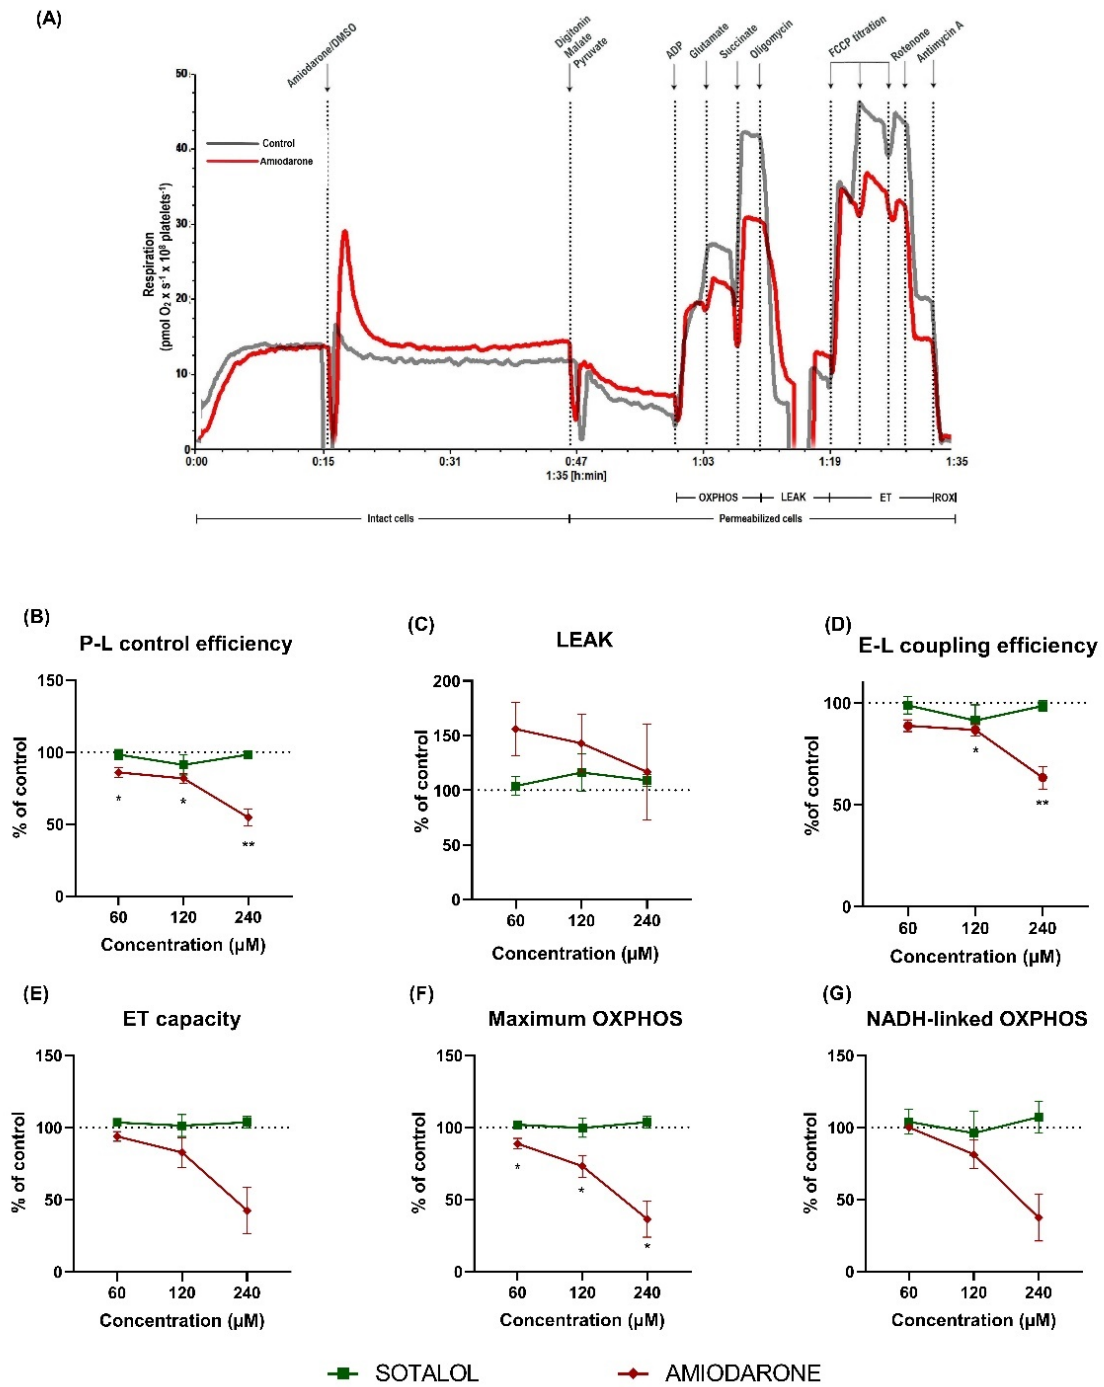 (A)
Amiodarone/DMSO
Digitonin
Malate
Pyruvate
ADP
Glutamate
Succinate
Oligomycin
FCCP titration
Rotenone
Antimycin A
50
40
30
20
10
0
Respiration
(pmol O₂ x s⁻¹ x 10⁸ platelets⁻¹)
Control
Amiodarone
0:00 0:15 0:31 0:47 1:03 1:19 1:35
1:35 [h:min]
OXPHOS LEAK ET ROX
Intact cells Permeabilized cells
(B)
P-L control efficiency
150
100
50
0
% of control
* * **
60 120 240
Concentration (µM)
(C)
LEAK
200
150
100
50
0
% of control
60 120 240
Concentration (µM)
(D)
E-L coupling efficiency
100
50
0
%of control
* **
60 120 240
Concentration (µM)
(E)
ET capacity
150
100
50
0
% of control
60 120 240
Concentration (µM)
(F)
Maximum OXPHOS
150
100
50
0
% of control
* * *
60 120 240
Concentration (µM)
(G)
NADH-linked OXPHOS
150
100
50
0
% of control
60 120 240
Concentration (µM)
SOTALOL AMIODARONE